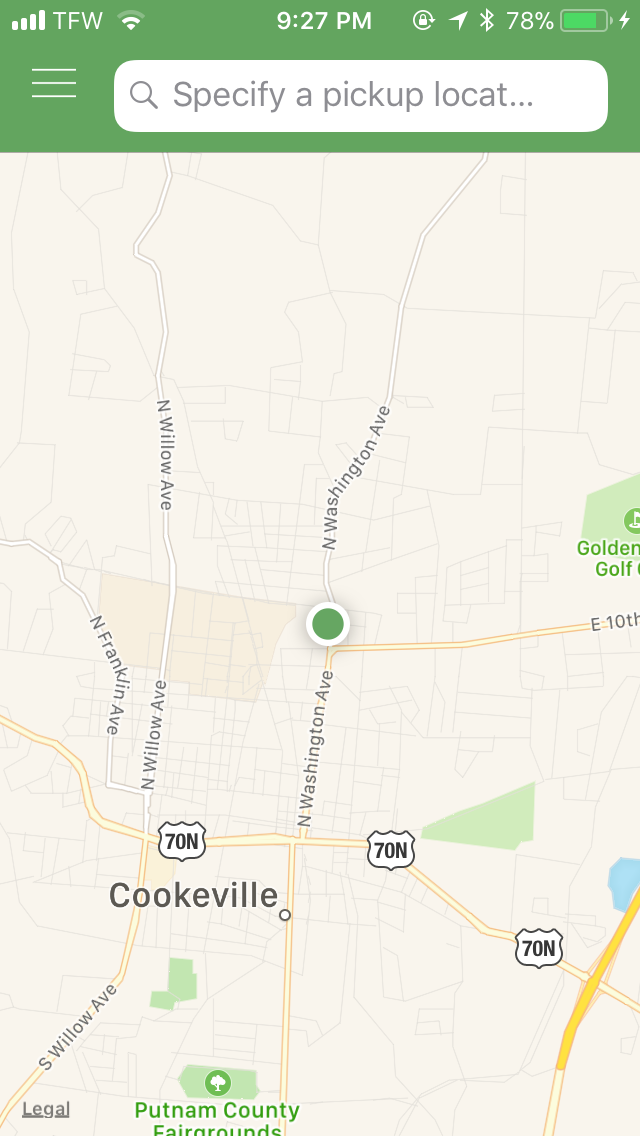 TFW 9:27 PM 78%
Specify a pickup locat...
N Willow Ave
N Washington Ave
Golden
Golf
E 10th
N Franklin Ave
N Willow Ave
N Washington Ave
70N
70N
Cookeville
70N
S Willow Ave
Legal
Putnam County
Fairgrounds